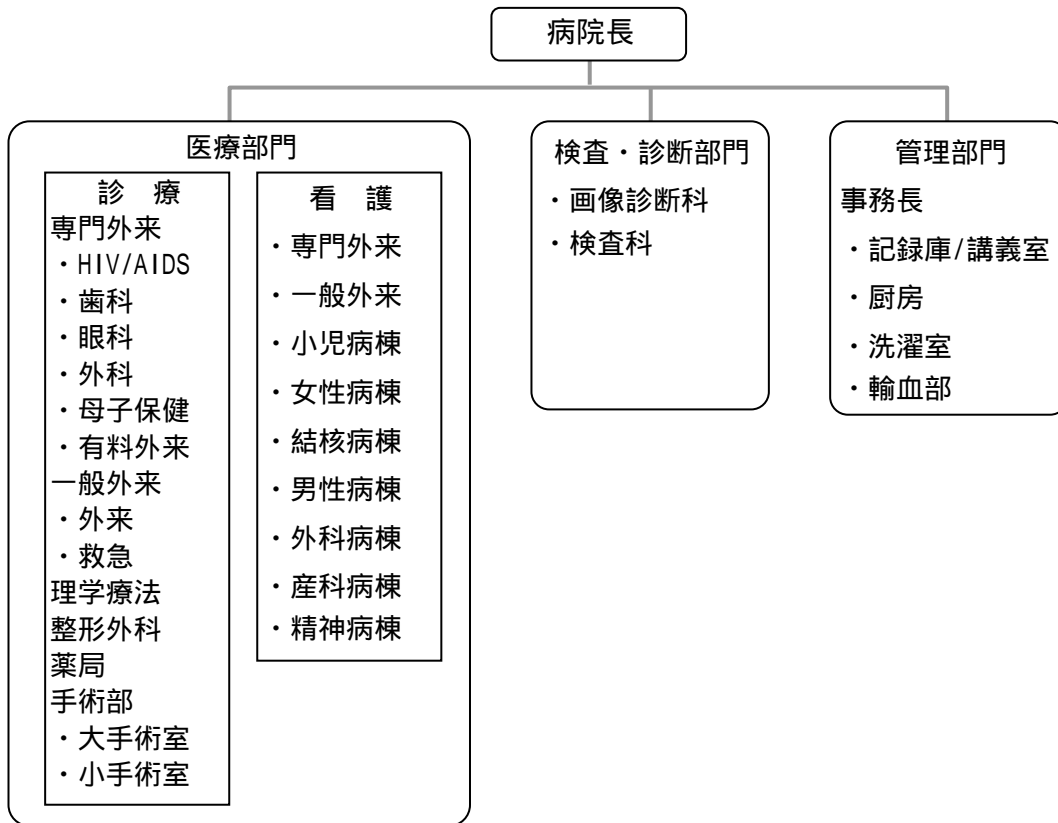 病院長
医療部門
診　療
専門外来
・HIV/AIDS
・歯科
・眼科
・外科
・母子保健
・有料外来
一般外来
・外来
・救急
理学療法
整形外科
薬局
手術部
・大手術室
・小手術室
看　護
・専門外来
・一般外来
・小児病棟
・女性病棟
・結核病棟
・男性病棟
・外科病棟
・産科病棟
・精神病棟
検査・診断部門
・画像診断科
・検査科
管理部門
事務長
・記録庫/講義室
・厨房
・洗濯室
・輸血部